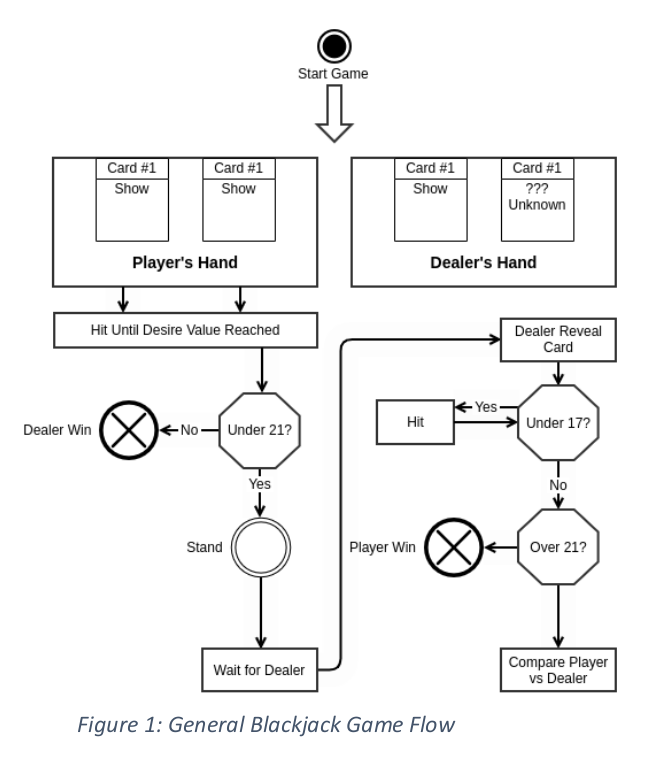 Start Game
Card #1
Show
Card #1
Show
Player's Hand
Card #1
Show
Card #1
???
Unknown
Dealer's Hand
Hit Until Desire Value Reached
Under 21?
No
Dealer Win
Yes
Stand
Wait for Dealer
Dealer Reveal
Card
Under 17?
Yes
Hit
No
Over 21?
Player Win
Compare Player
vs Dealer
Figure 1: General Blackjack Game Flow